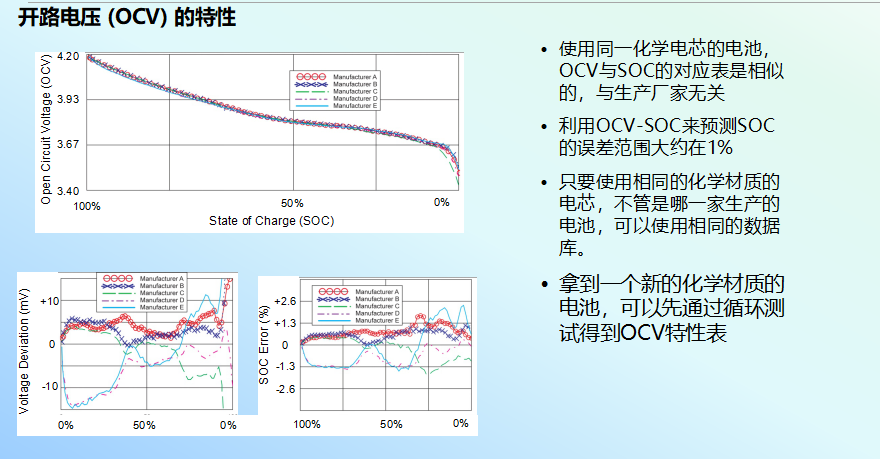 开路电压 (OCV) 的特性
Open Circuit Voltage (OCV)
4.20
3.93
3.67
3.40
Manufacturer A
Manufacturer B
Manufacturer C
Manufacturer D
Manufacturer E
100%
50%
0%
State of Charge (SOC)
Voltage Deviation (mV)
+10
0
-10
Manufacturer A
Manufacturer B
Manufacturer C
Manufacturer D
Manufacturer E
0%
50%
0%
SOC Error (%)
+2.6
+1.3
0
-1.3
-2.6
Manufacturer A
Manufacturer B
Manufacturer C
Manufacturer D
Manufacturer E
100%
50%
0%
• 使用同一化学电芯的电池，
OCV与SOC的对应表是相似
的，与生产厂家无关
• 利用OCV-SOC来预测SOC
的误差范围大约在1%
• 只要使用相同的化学材质的
电芯，不管是哪一家生产的
电池，可以使用相同的数据
库。
• 拿到一个新的化学材质的
电池，可以先通过循环测
试得到OCV特性表